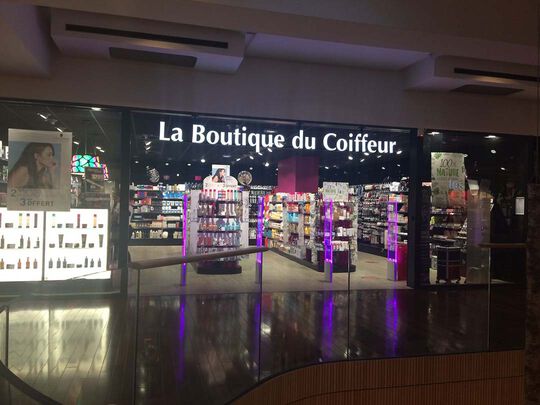 La Boutique du Coiffeur.
3 OFFERT
100%
NATURE